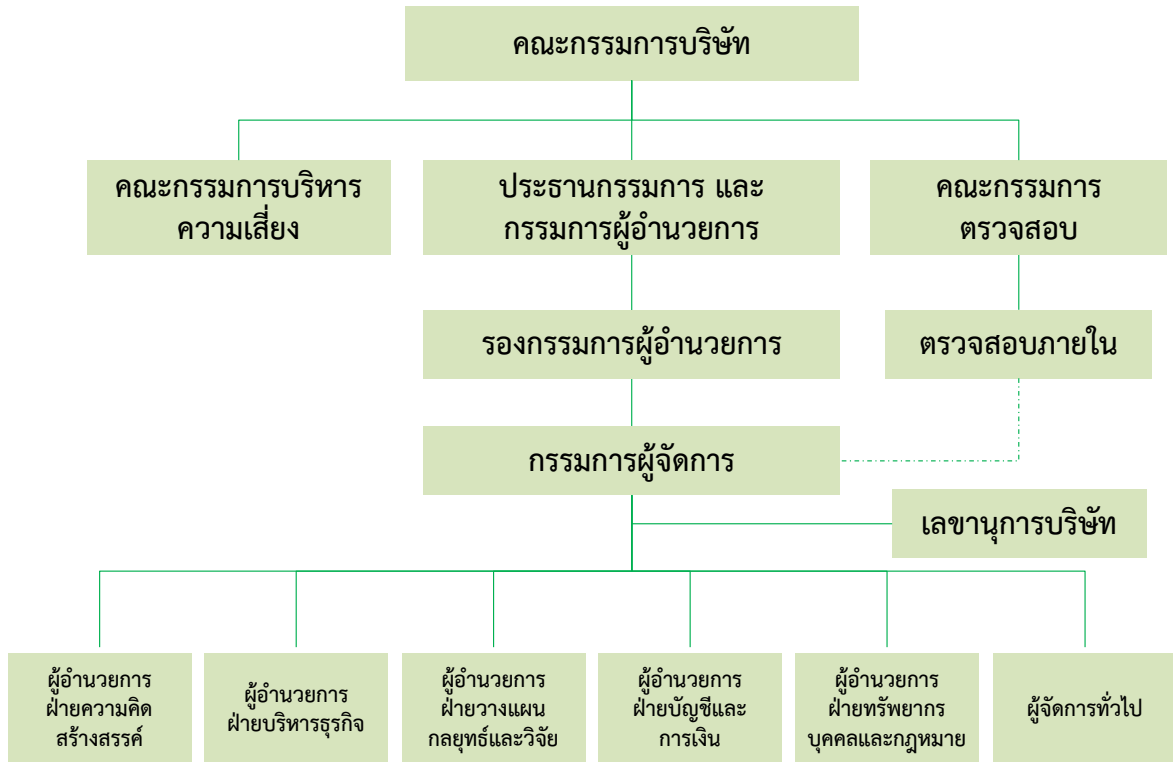 คณะกรรมการบริษัท
คณะกรรมการบริหาร
ความเสี่ยง
ประธานกรรมการ และ
กรรมการผู้อำนวยการ
คณะกรรมการ
ตรวจสอบ
รองกรรมการผู้อำนวยการ
ตรวจสอบภายใน
กรรมการผู้จัดการ
เลขานุการบริษัท
ผู้อำนวยการ
ฝ่ายความคิด
สร้างสรรค์
ผู้อำนวยการ
ฝ่ายบริหารธุรกิจ
ผู้อำนวยการ
ฝ่ายวางแผน
กลยุทธ์และวิจัย
ผู้อำนวยการ
ฝ่ายบัญชีและ
การเงิน
ผู้อำนวยการ
ฝ่ายทรัพยากร
บุคคลและกฎหมาย
ผู้จัดการทั่วไป